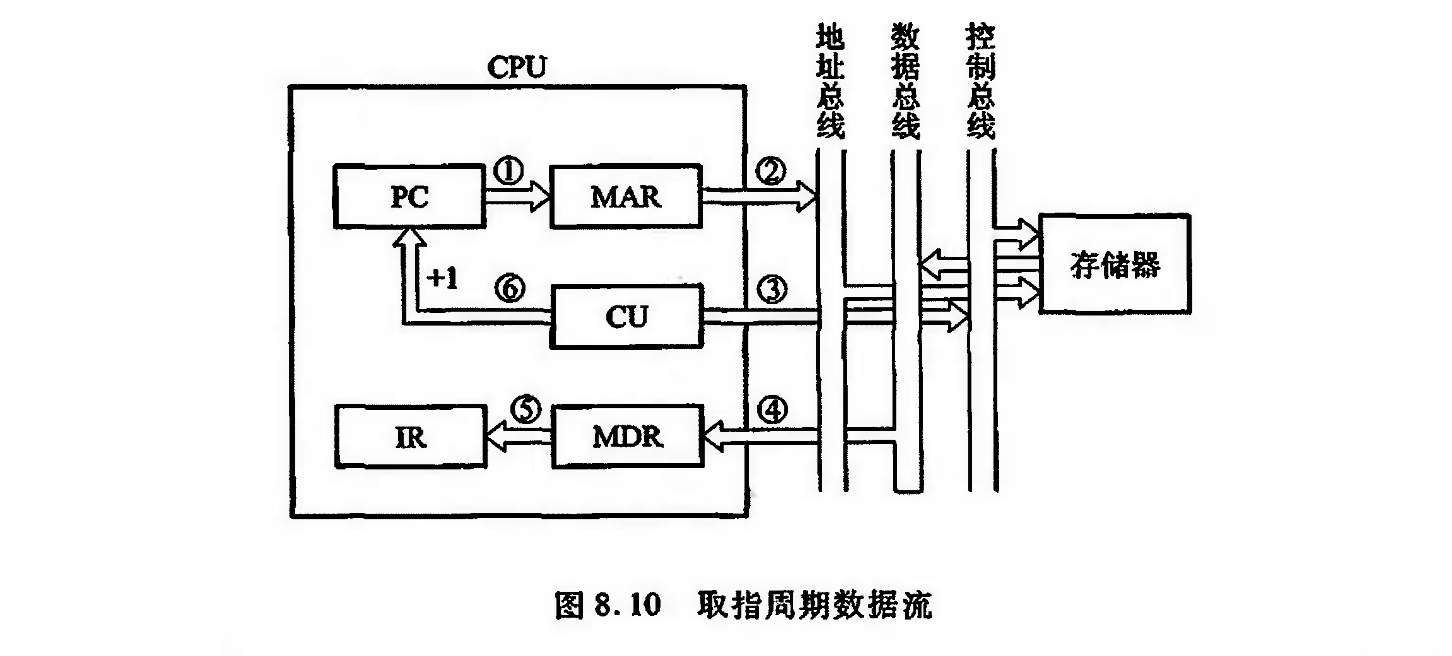 CPU
地址总线
数据总线
控制总线
PC
①
MAR
②
+1
⑥
CU
③
存储器
IR
⑤
MDR
④
图 8.10 取指周期数据流